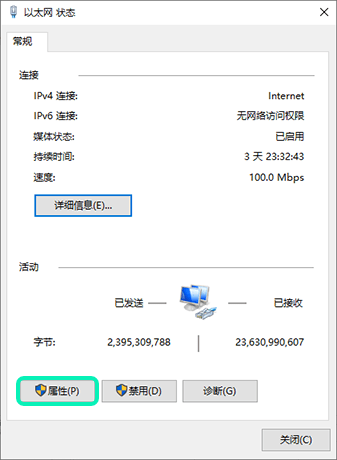 以太网 状态
常规
连接
IPv4 连接: Internet
IPv6 连接: 无网络访问权限
媒体状态: 已启用
持续时间: 3 天 23:32:43
速度: 100.0 Mbps
详细信息(E)...
活动
已发送 已接收
字节: 2,395,309,788 23,630,990,607
属性(P) 禁用(D) 诊断(G)
关闭(C)